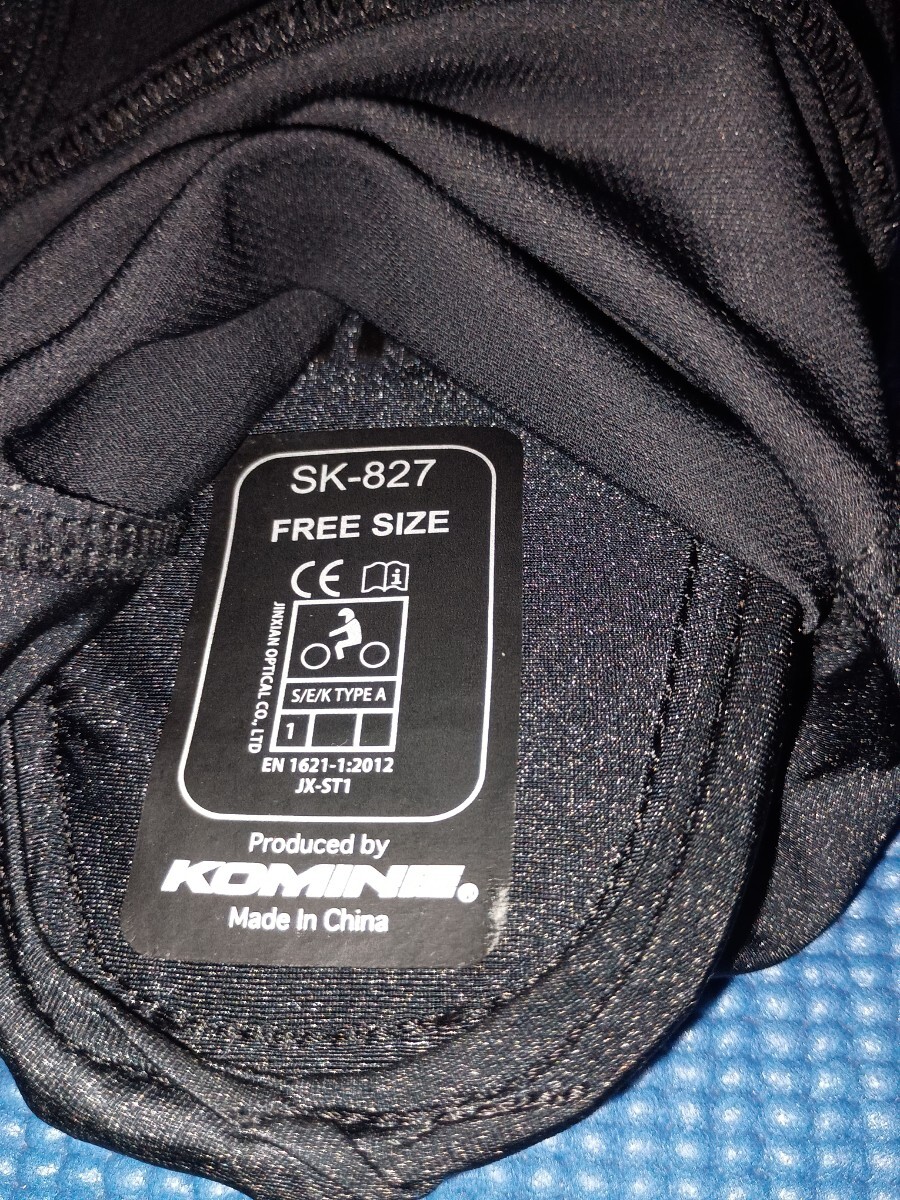 SK-827
FREE SIZE
CE
JINXIAN OPTICAL CO., LTD
S/E/K TYPE A
1
EN 1621-1:2012
JX-ST1
Produced by
KOMINE®
Made In China